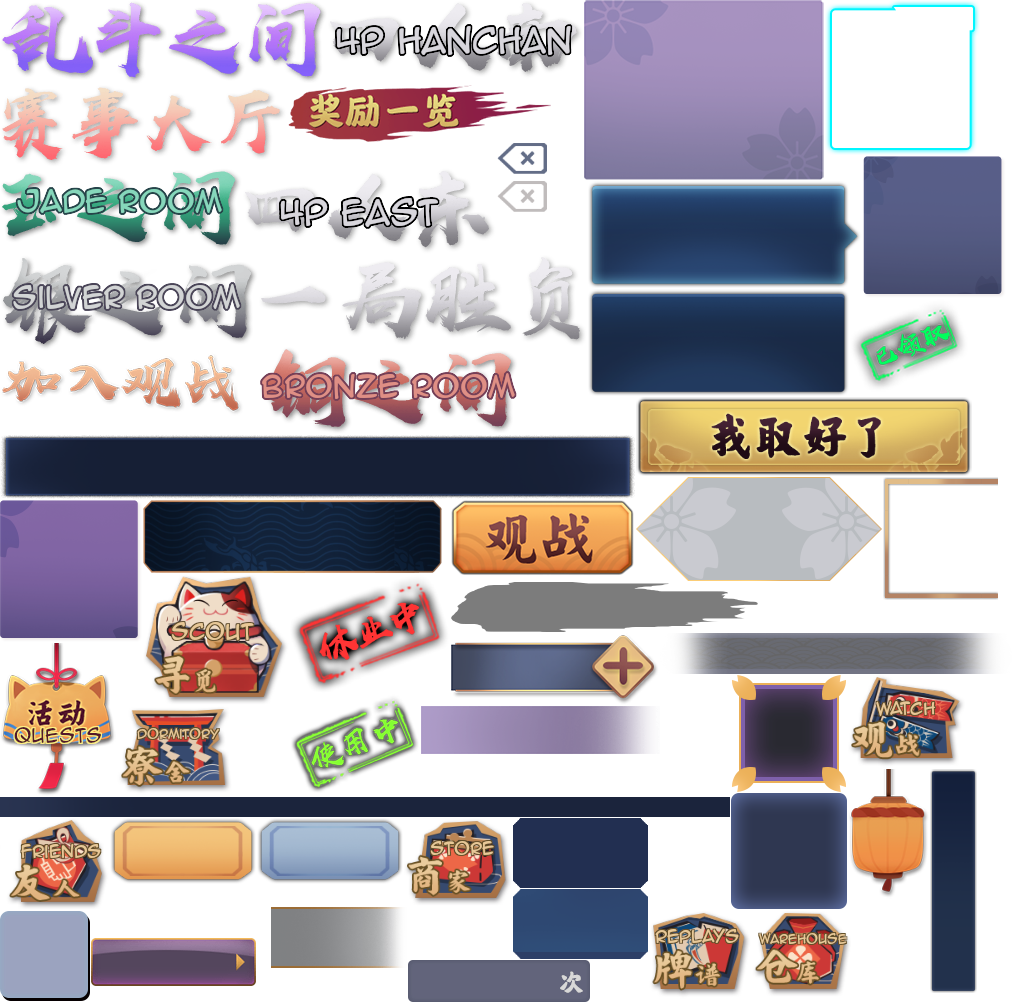 乱斗之间
四人南
4P HANCHAN
赛事大厅
奖励一览
玉之间
JADE ROOM
四人东
4P EAST
银之间
SILVER ROOM
一局胜负
已领取
加入观战
铜之间
BRONZE ROOM
我取好了
观战
SCOUT
寻觅
休业中
活动
QUESTS
DORMITORY
寮舍
使用中
WATCH
观战
FRIENDS
友人
STORE
商家
REPLAYS
牌谱
WAREHOUSE
仓库
次